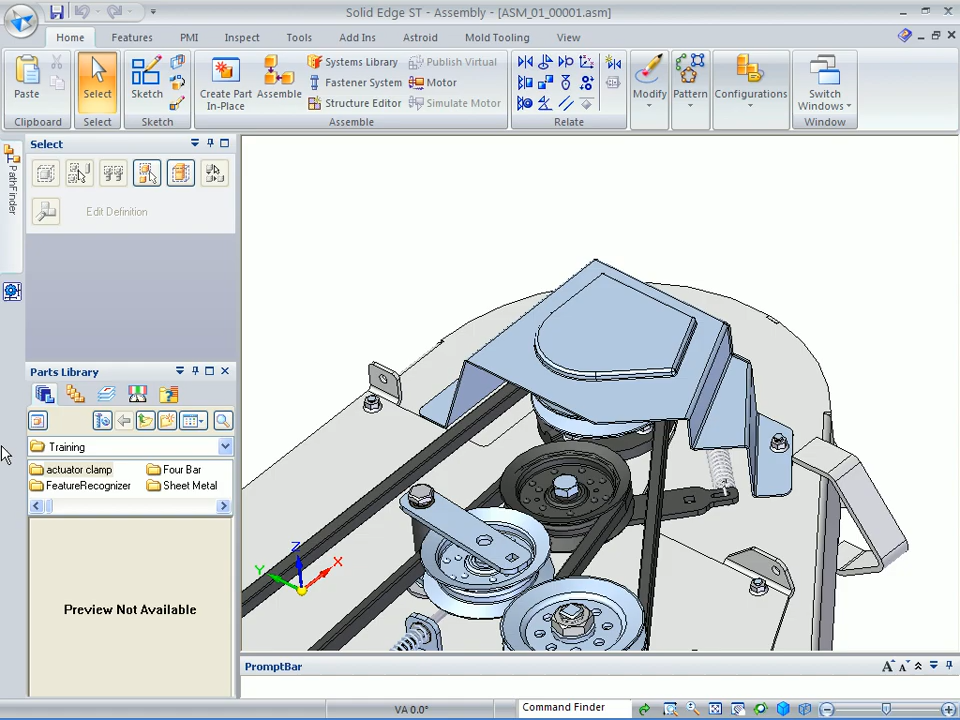 Solid Edge ST - Assembly - [ASM_01_00001.asm]
Home Features PMI Inspect Tools Add Ins Astroid Mold Tooling View
Paste Select Sketch Create Part In-Place Assemble
Systems Library Publish Virtual
Fastener System Motor
Structure Editor Simulate Motor
Modify Pattern Configurations Switch Windows
Clipboard Select Sketch Assemble Relate Window
Select
PathFinder
Edit Definition
Parts Library
Training
actuator clamp Four Bar
FeatureRecognizer Sheet Metal
Preview Not Available
Z
X
Y
PromptBar
A A
VA 0.0° Command Finder